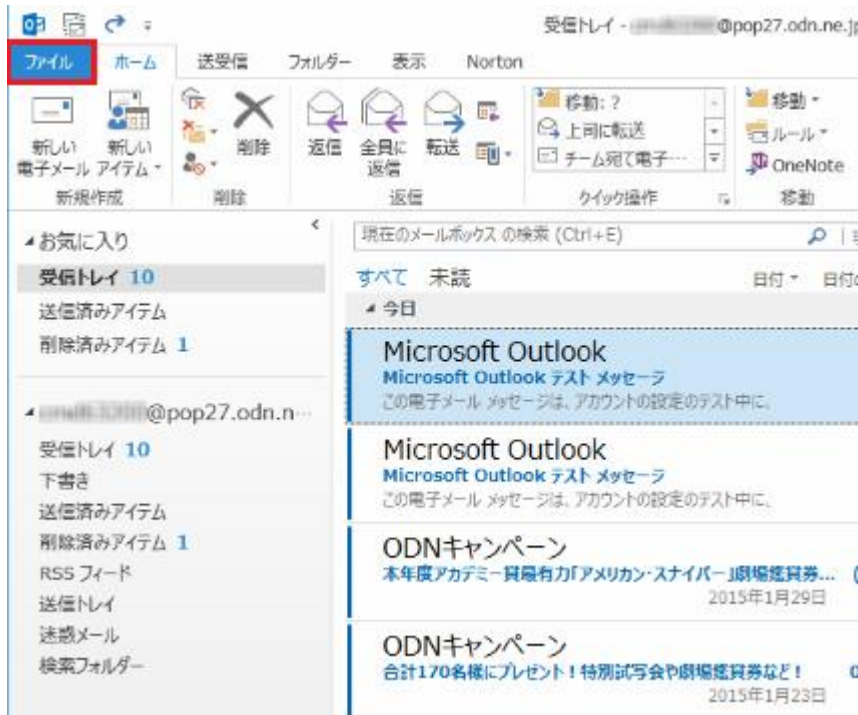 受信トレイ - @pop27.odn.ne.jp
ファイル ホーム 送受信 フォルダー 表示 Norton
新しい 電子メール
新しい アイテム
削除
返信
全員に 返信
転送
移動: ?
上司に転送
チーム宛て電子…
移動
ルール
OneNote
新規作成 削除 返信 クイック操作 移動
お気に入り
受信トレイ 10
送信済みアイテム
削除済みアイテム 1
@pop27.odn.n…
受信トレイ 10
下書き
送信済みアイテム
削除済みアイテム 1
RSS フィード
送信トレイ
迷惑メール
検索フォルダー
現在のメールボックス の検索 (Ctrl+E)
すべて 未読 日付
今日
Microsoft Outlook
Microsoft Outlook テスト メッセージ
この電子メール メッセージは、アカウントの設定のテスト中に、
Microsoft Outlook
Microsoft Outlook テスト メッセージ
この電子メール メッセージは、アカウントの設定のテスト中に、
ODNキャンペーン
本年度アカデミー賞最有力「アメリカン・スナイパー」劇場鑑賞券...
2015年1月29日
ODNキャンペーン
合計170名様にプレゼント！特別試写会や劇場鑑賞券など！
2015年1月23日